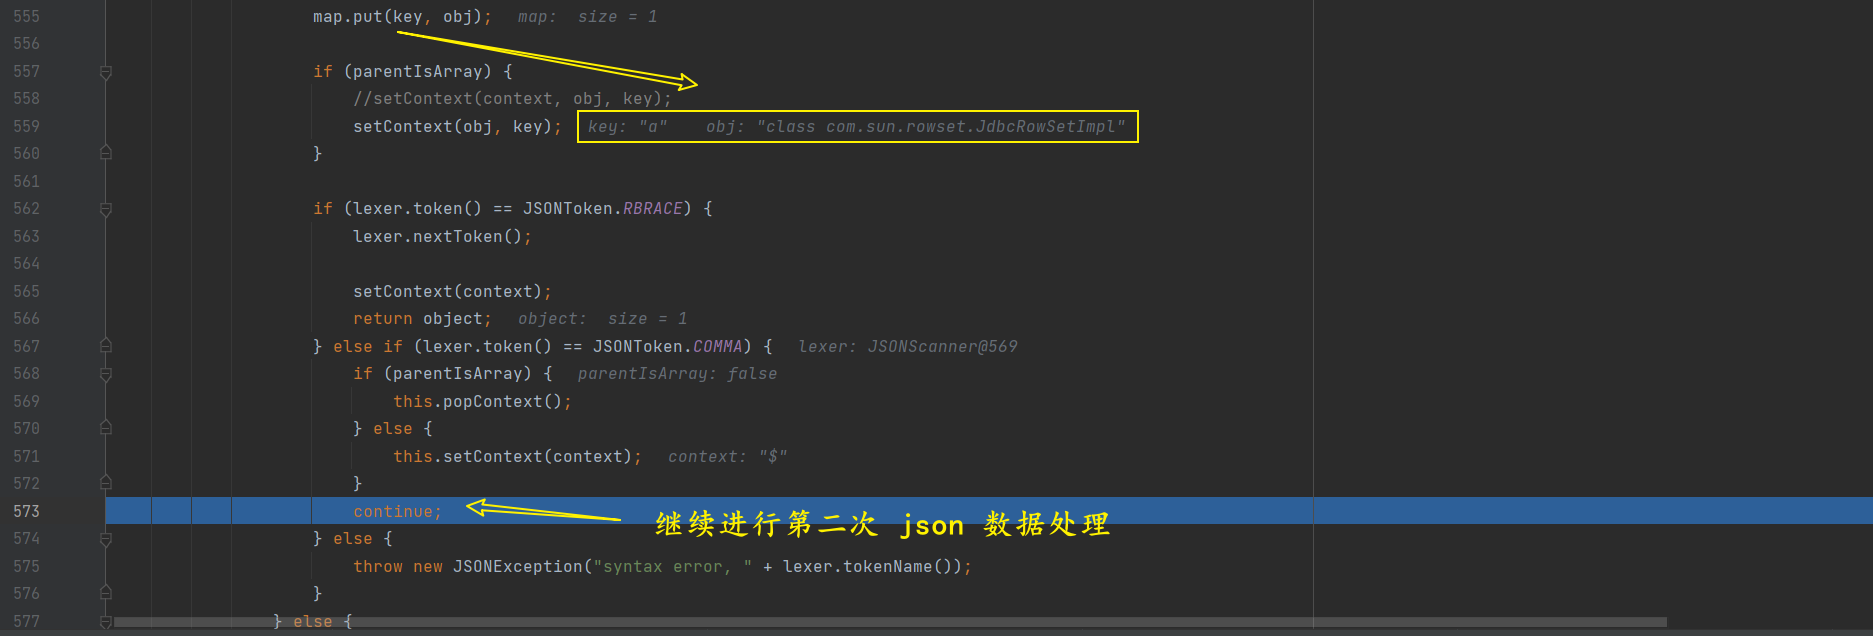 555 map.put(key, obj); map: size = 1
556
557 if (parentIsArray) {
558 //setContext(context, obj, key);
559 setContext(obj, key); key: "a" obj: "class com.sun.rowset.JdbcRowSetImpl"
560 }
561
562 if (lexer.token() == JSONToken.RBRACE) {
563 lexer.nextToken();
564
565 setContext(context);
566 return object; object: size = 1
567 } else if (lexer.token() == JSONToken.COMMA) { lexer: JSONScanner@569
568 if (parentIsArray) { parentIsArray: false
569 this.popContext();
570 } else {
571 this.setContext(context); context: "$"
572 }
573 continue; 继续进行第二次 json 数据处理
574 } else {
575 throw new JSONException("syntax error, " + lexer.tokenName());
576 }
577 } else {